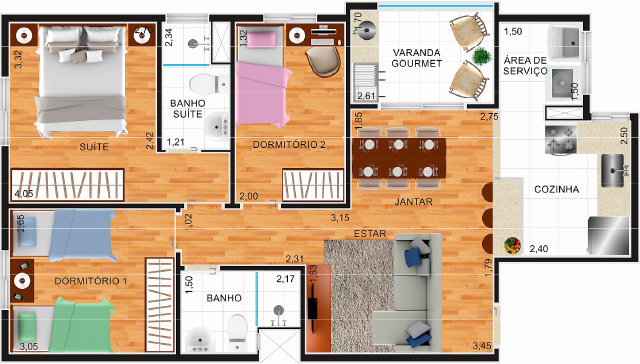 4,70
1,50
2,34
3,32
3,32
VARANDA
GOURMET
ÁREA DE
SERVIÇO
2,61
1,50
BANHO
SUÍTE
1,85
2,75
2,50
2,42
1,21
SUÍTE
DORMITÓRIO 2
4,05
2,00
JANTAR
COZINHA
2,65
1,02
3,15
ESTAR
2,40
2,31
1,79
DORMITÓRIO 1
1,50
BANHO
2,17
1,63
3,05
3,45